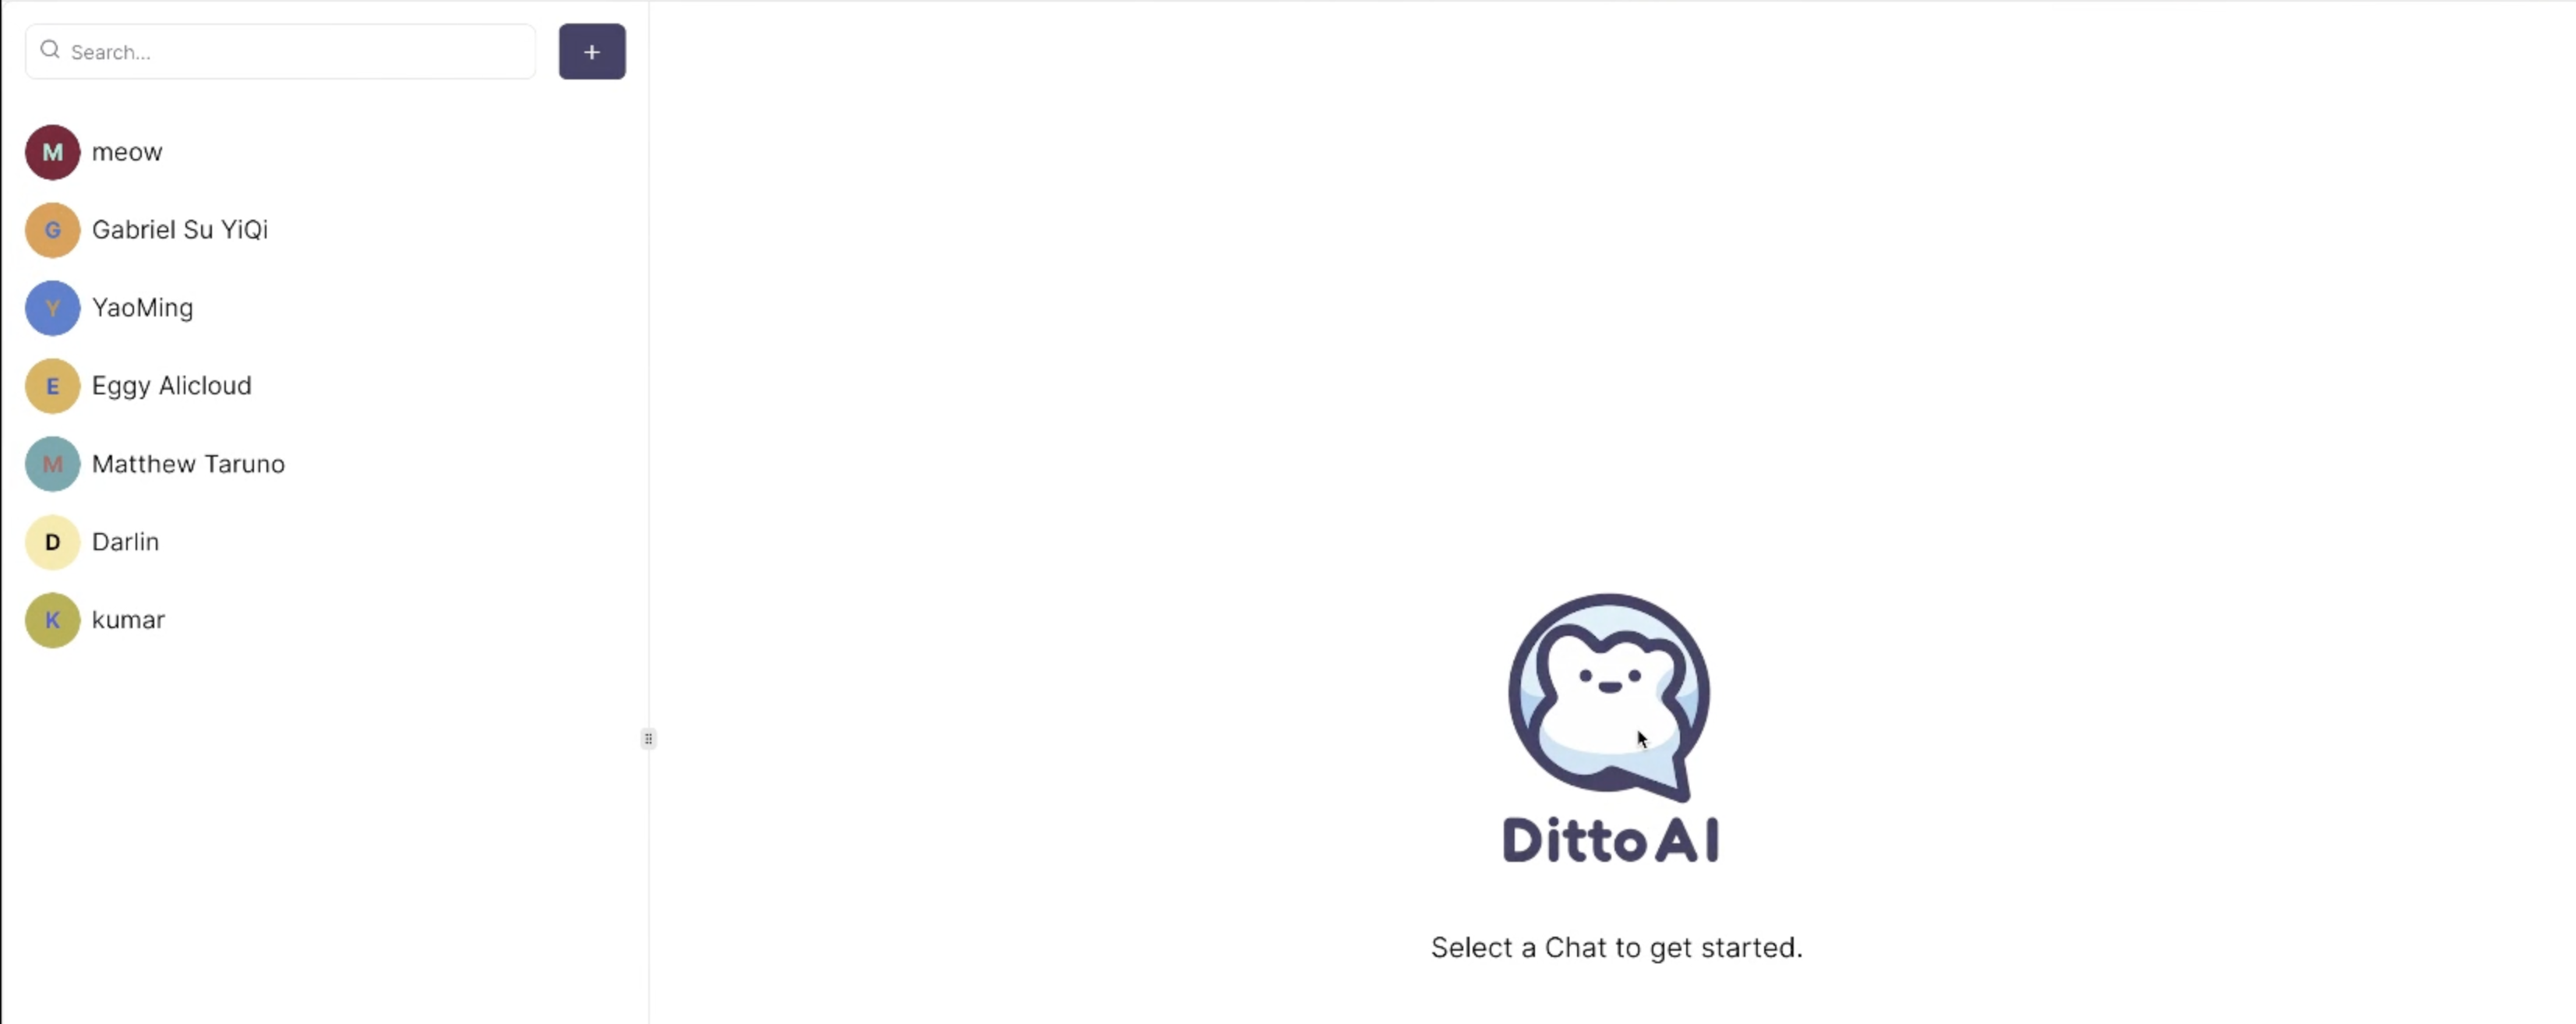 Search...
+
M meow
G Gabriel Su YiQi
Y YaoMing
E Eggy Alicloud
M Matthew Taruno
D Darlin
K kumar
DittoAI
Select a Chat to get started.